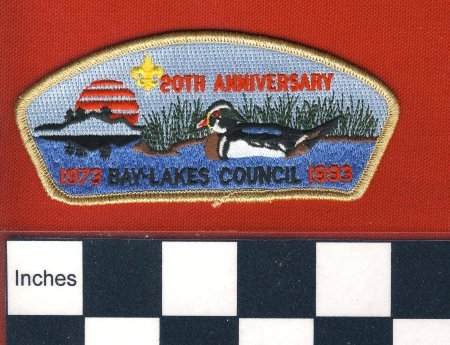 20TH ANNIVERSARY
1973 BAY-LAKES COUNCIL 1993
Inches